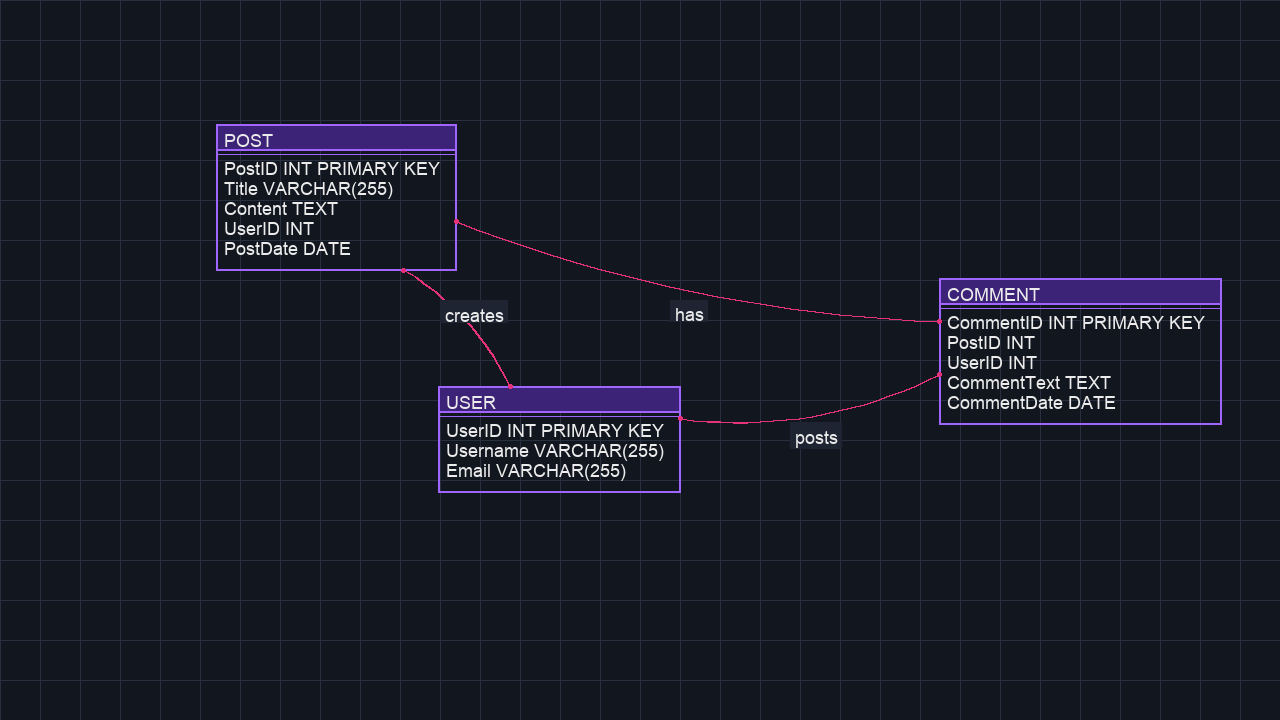 POST
PostID INT PRIMARY KEY
Title VARCHAR(255)
Content TEXT
UserID INT
PostDate DATE
creates
has
COMMENT
CommentID INT PRIMARY KEY
PostID INT
UserID INT
CommentText TEXT
CommentDate DATE
USER
UserID INT PRIMARY KEY
Username VARCHAR(255)
Email VARCHAR(255)
posts